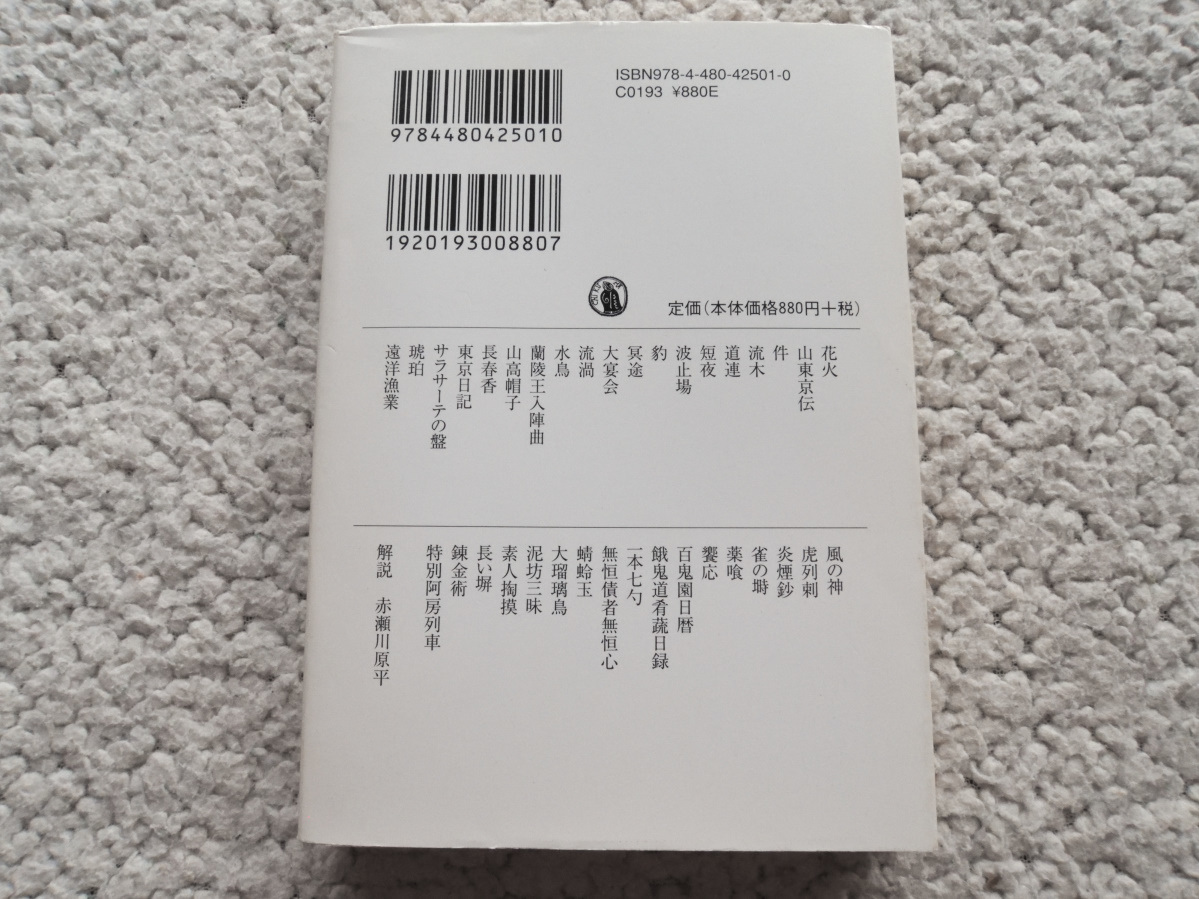 ISBN978-4-480-42501-0
C0193 ¥880E
9784480425010
1920193008807
定価(本体価格880円+税)
花火
山東京伝
件
流木
道連
短夜
波止場
豹
冥途
大宴会
流渦
水鳥
蘭陵王入陣曲
山高帽子
長春香
東京日記
サラサーテの盤
琥珀
遠洋漁業
風の神
虎列剌
炎煙鈔
雀の塒
薬喰
饗応
百鬼園日暦
餓鬼道肴蔬目録
一本七勺
無恒債者無恒心
蜻蛉玉
大瑠璃鳥
泥坊三昧
素人掏摸
長い塀
錬金術
特別阿房列車
解説 赤瀬川原平